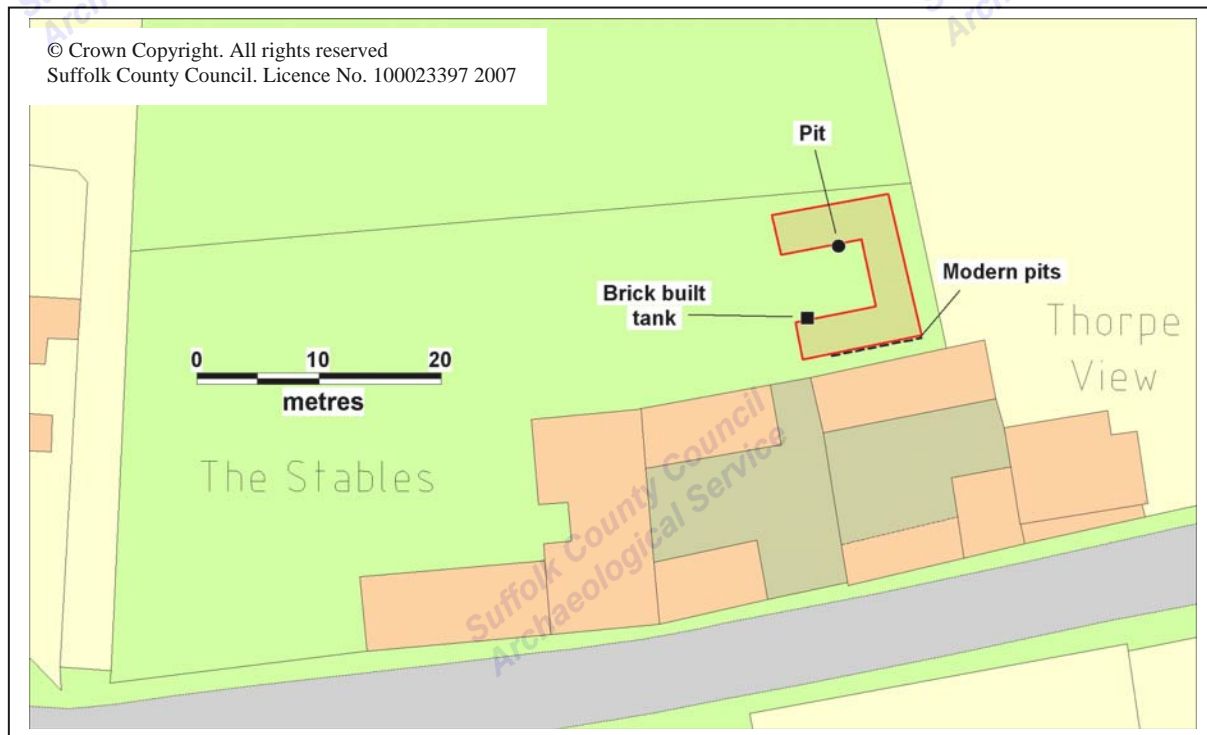 Suffolk County Council
Archaeological Service
© Crown Copyright. All rights reserved
Suffolk County Council. Licence No. 100023397 2007
Pit
Modern pits
Brick built
tank
Thorpe
View
0 10 20
metres
The Stables